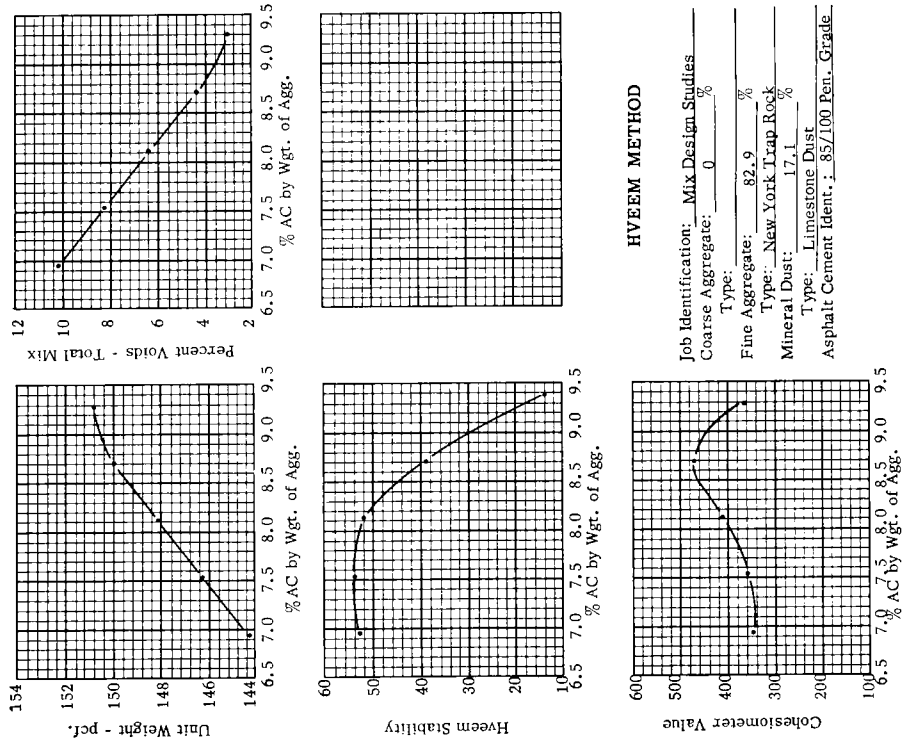 154
152
150
148
146
144
Unit Weight - pcf.
6.5 7.0 7.5 8.0 8.5 9.0 9.5
% AC by Wgt. of Agg.
12
10
8
6
4
2
Percent Voids - Total Mix
6.5 7.0 7.5 8.0 8.5 9.0 9.5
% AC by Wgt. of Agg.
60
50
40
30
20
10
Hveem Stability
6.5 7.0 7.5 8.0 8.5 9.0 9.5
% AC by Wgt. of Agg.
600
500
400
300
200
100
Cohesiometer Value
6.5 7.0 7.5 8.0 8.5 9.0 9.5
% AC by Wgt. of Agg.
HVEEM METHOD
Job Identification: Mix Design Studies
Coarse Aggregate: 0 %
Type:
Fine Aggregate: 82.9 %
Type: New York Trap Rock
Mineral Dust: 17.1 %
Type: Limestone Dust
Asphalt Cement Ident.: 85/100 Pen. Grade